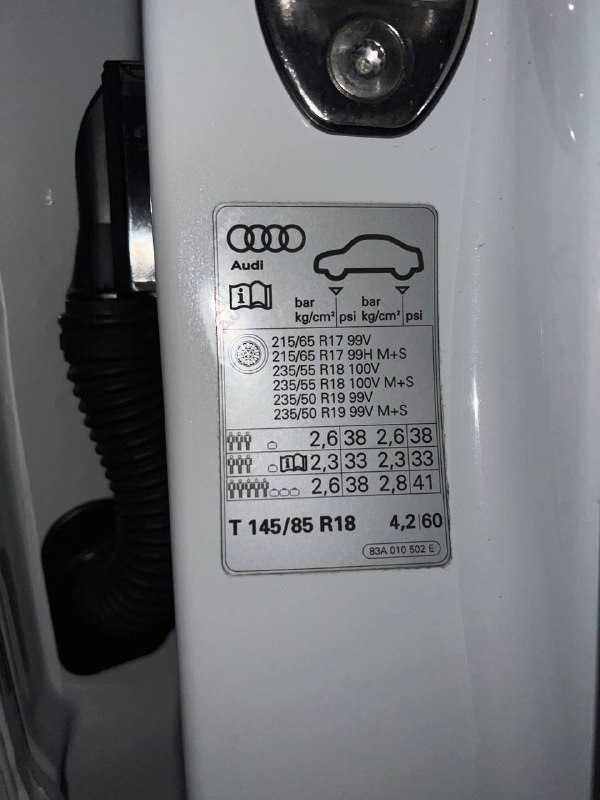 Audi
bar kg/cm² psi bar kg/cm² psi
215/65 R17 99V
215/65 R17 99H M+S
235/55 R18 100V
235/55 R18 100V M+S
235/50 R19 99V
235/50 R19 99V M+S
2,6 38 2,6 38
2,3 33 2,3 33
2,6 38 2,8 41
T 145/85 R18 4,2 60
83A 010 502 E